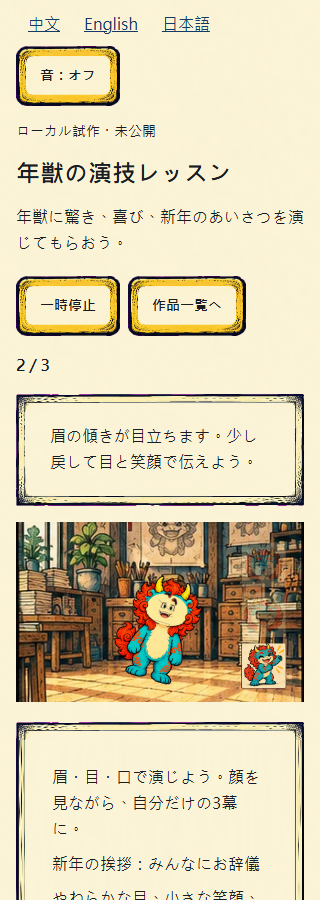 中文 English 日本語
音：オフ
ローカル試作・未公開
年獣の演技レッスン
年獣に驚き、喜び、新年のあいさつを演
じてもらおう。
一時停止 作品一覧へ
2 / 3
眉の傾きが目立ちます。少し
戻して目と笑顔で伝えよう。
眉・目・口で演じよう。顔を
見ながら、自分だけの3幕
に。
新年の挨拶：みんなにお辞儀
やわらかな目、小さな笑顔、